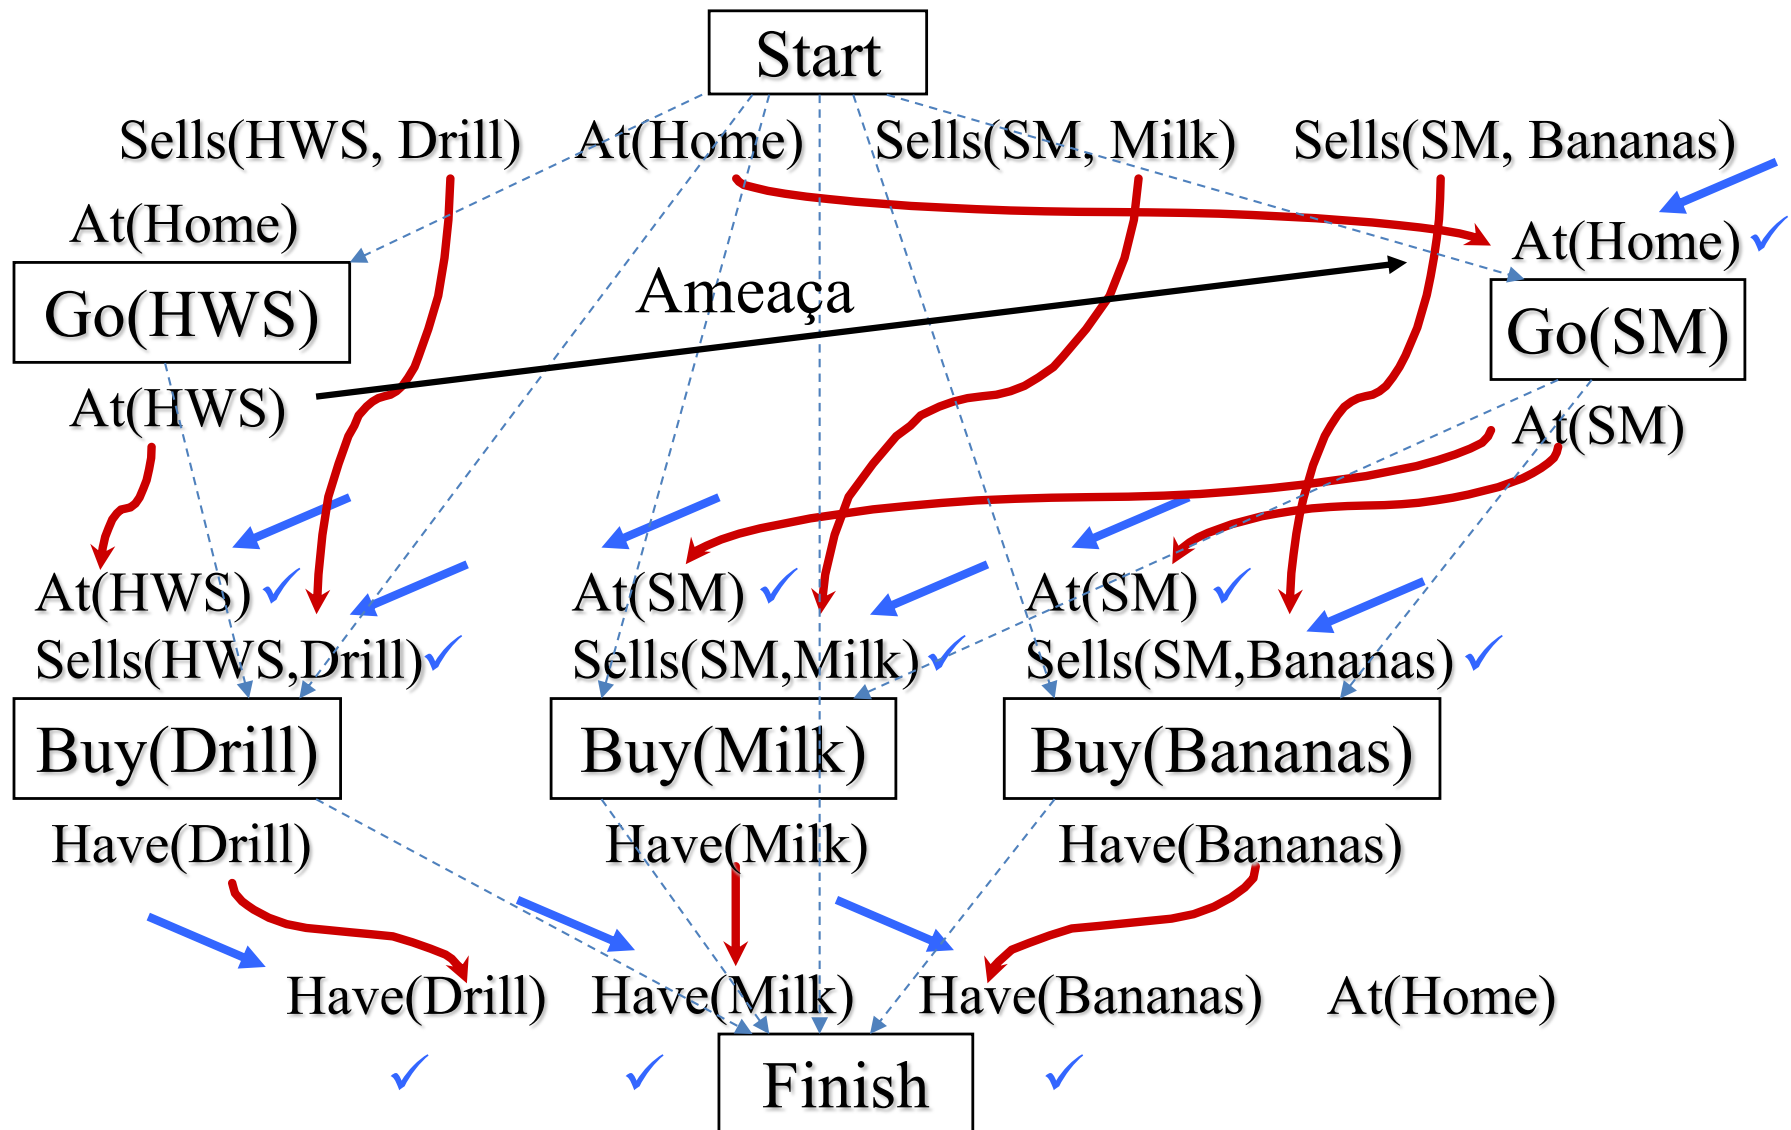 Start
Sells(HWS, Drill) At(Home) Sells(SM, Milk) Sells(SM, Bananas)
At(Home) At(Home)
Go(HWS) Ameaça Go(SM)
At(HWS) At(SM)
At(HWS) At(SM) At(SM)
Sells(HWS,Drill) Sells(SM,Milk) Sells(SM,Bananas)
Buy(Drill) Buy(Milk) Buy(Bananas)
Have(Drill) Have(Milk) Have(Bananas)
Have(Drill) Have(Milk) Have(Bananas) At(Home)
Finish